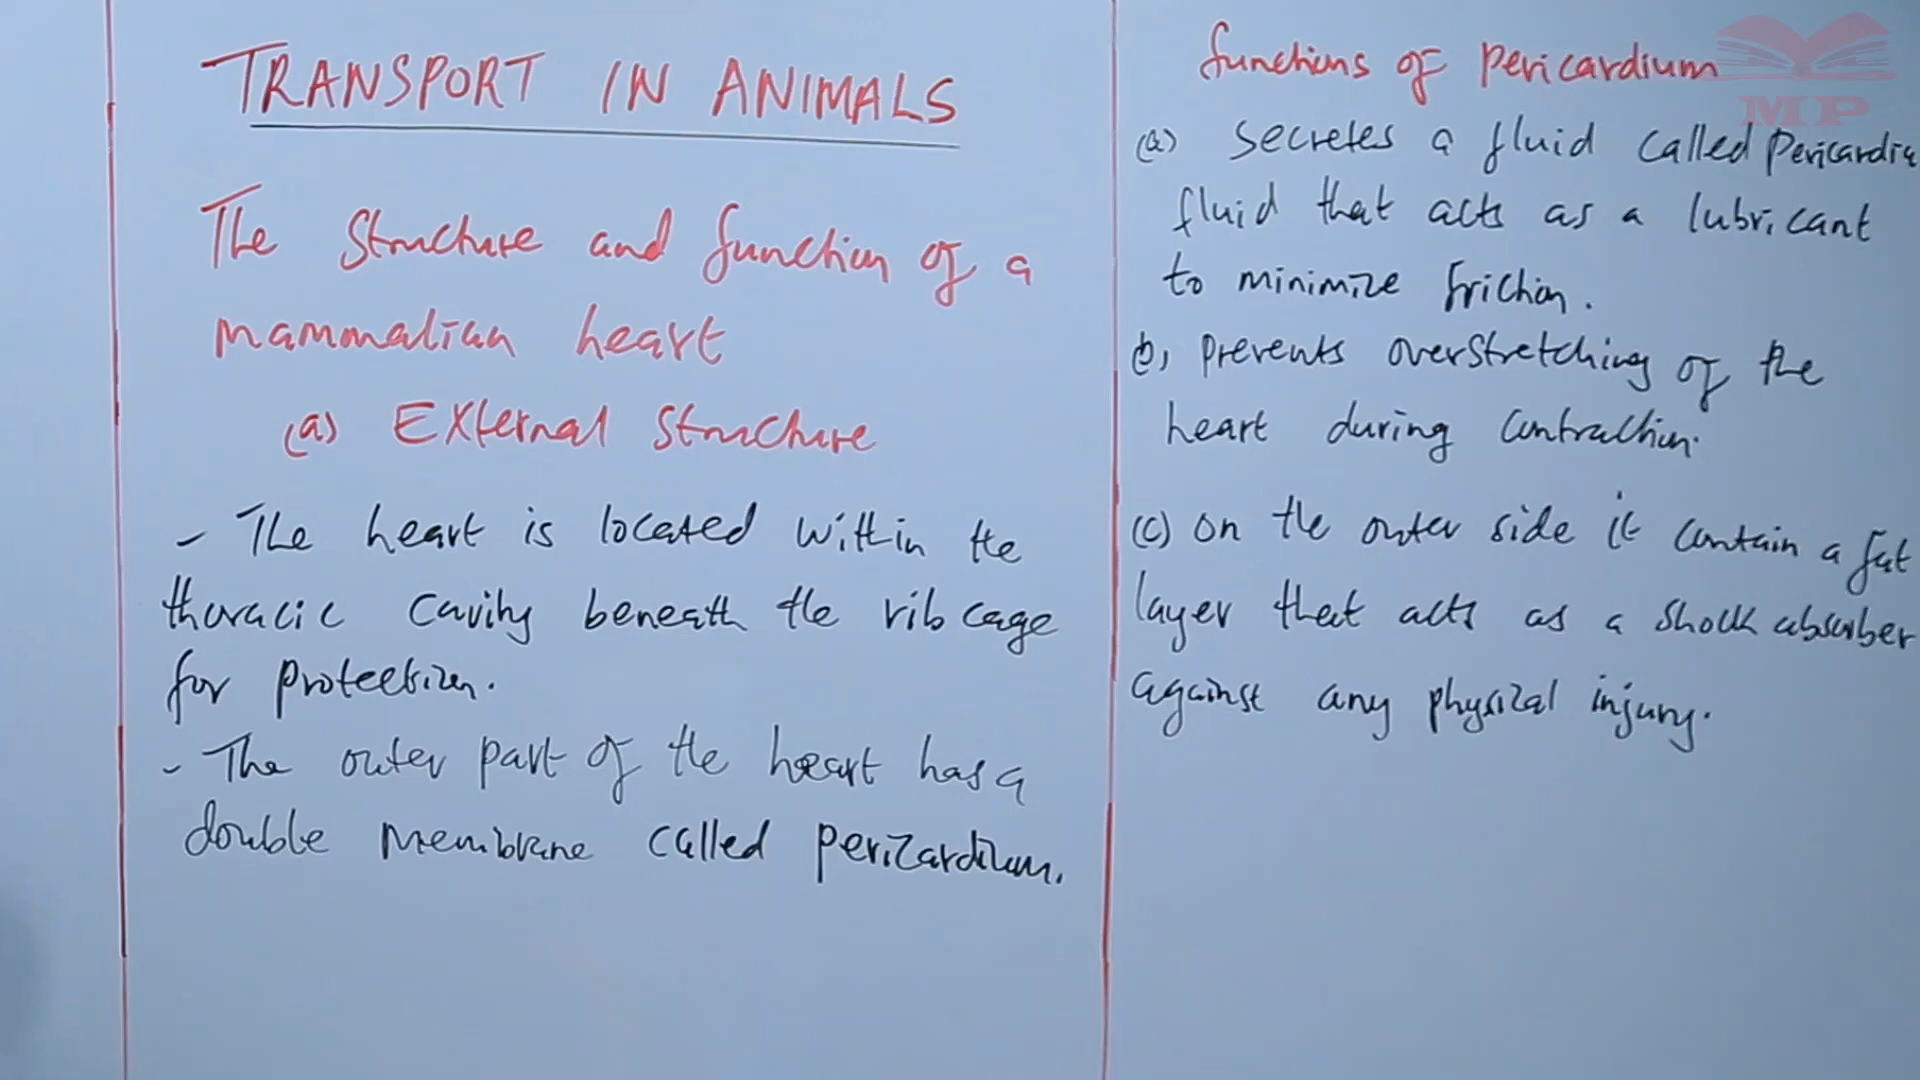 TRANSPORT IN ANIMALS
The structure and function of a
mammalian heart
(a) External structure
- The heart is located within the
thoracic cavity beneath the rib cage
for protection.
- The outer part of the heart has a
double membrane called pericardium.
functions of pericardium
MP
(a) secretes a fluid called pericardia
fluid that acts as a lubricant
to minimize friction.
b, prevents overstretching of the
heart during contraction.
(c) on the outer side it contain a fat
layer that acts as a shock absorber
against any physical injury.